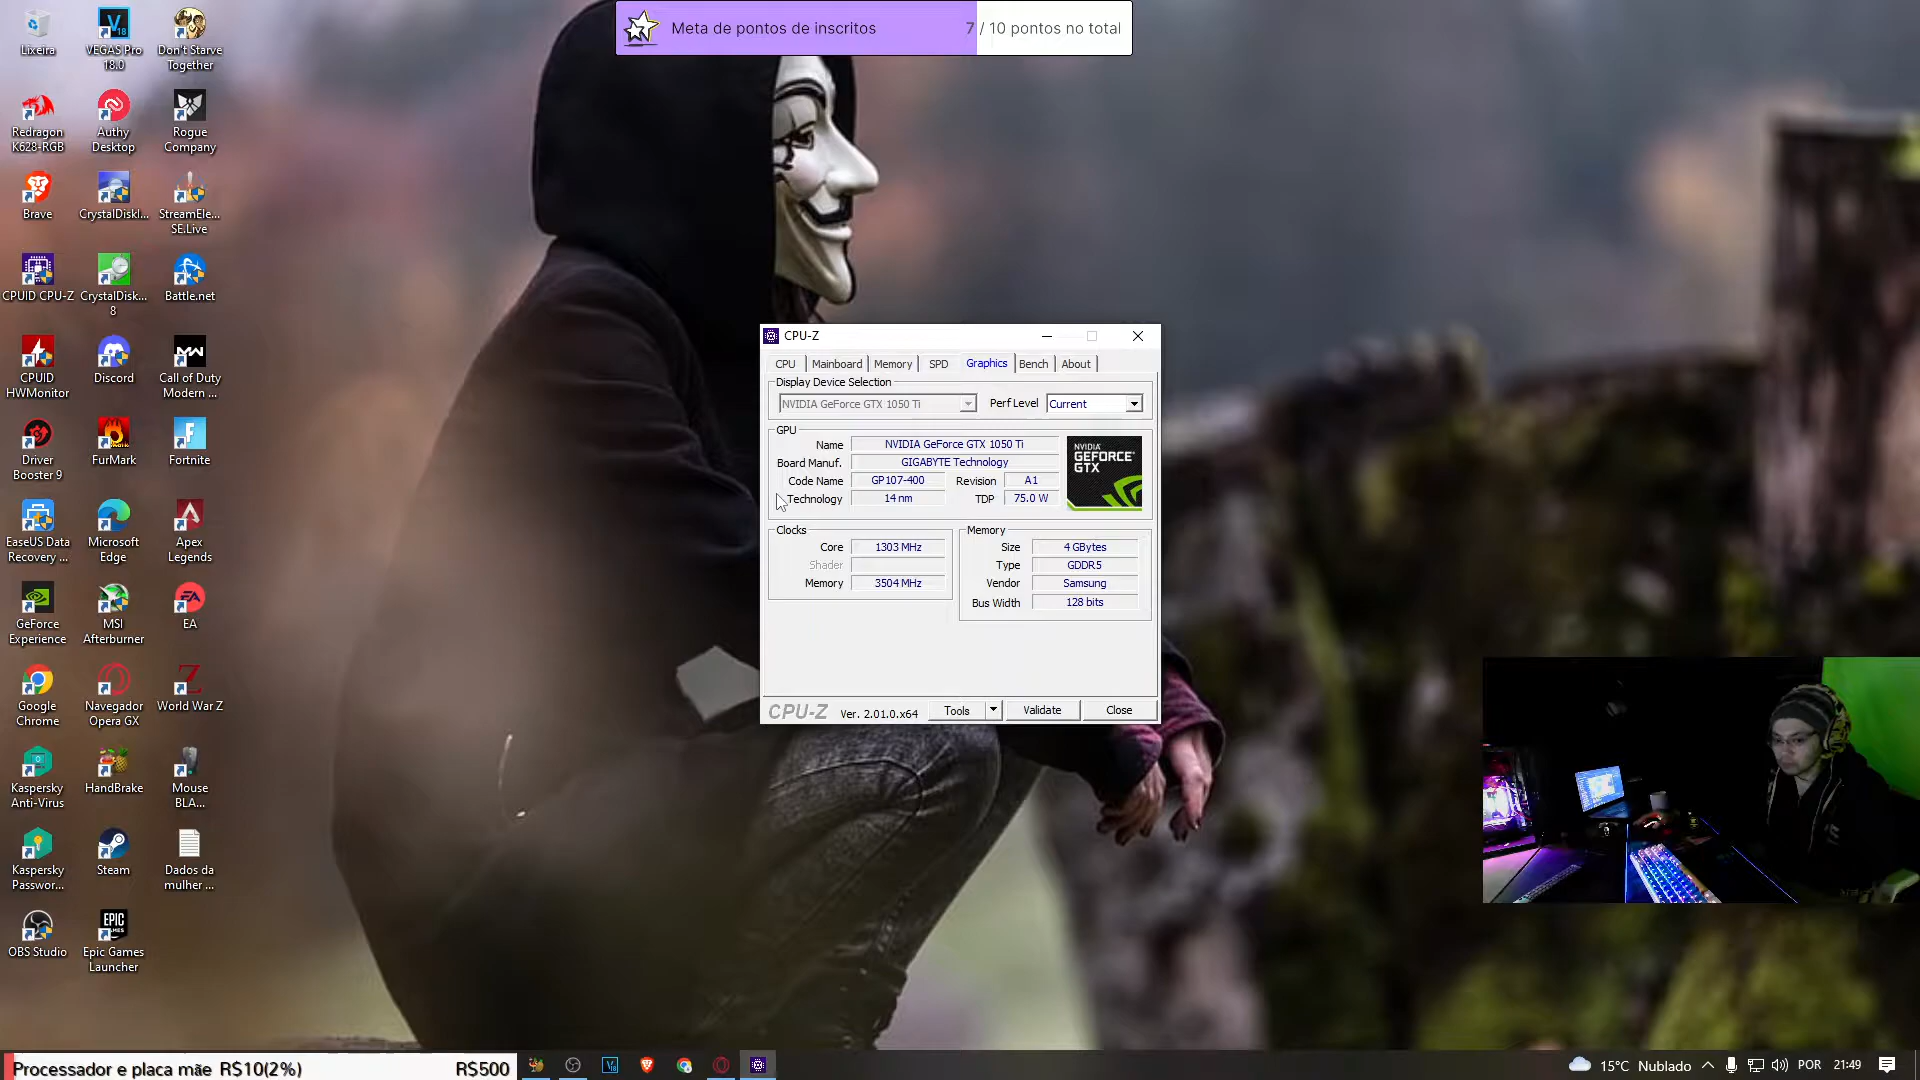 Meta de pontos de inscritos 7 / 10 pontos no total
Lixeira
VEGAS Pro
18.0
Don't Starve
Together
Redragon
K628-RGB
Authy
Desktop
Rogue
Company
Brave
CrystalDiskI...
StreamEle...
SE.Live
CPUID CPU-Z
CrystalDisk...
8
Battle.net
CPUID
HWMonitor
Discord
Call of Duty
Modern ...
Driver
Booster 9
FurMark
Fortnite
EaseUS Data
Recovery ...
Microsoft
Edge
Apex
Legends
GeForce
Experience
MSI
Afterburner
EA
Google
Chrome
Navegador
Opera GX
World War Z
Kaspersky
Anti-Virus
HandBrake
Mouse
BLA...
Kaspersky
Passwor...
Steam
Dados da
mulher ...
OBS Studio
EPIC
GAMES
Epic Games
Launcher
CPU-Z
CPU Mainboard Memory SPD Graphics Bench About
Display Device Selection
NVIDIA GeForce GTX 1050 Ti Perf Level Current
GPU
Name NVIDIA GeForce GTX 1050 Ti
Board Manuf. GIGABYTE Technology
Code Name GP107-400 Revision A1
Technology 14 nm TDP 75.0 W
NVIDIA
GEFORCE
GTX
Clocks
Core 1303 MHz
Shader
Memory 3504 MHz
Memory
Size 4 GBytes
Type GDDR5
Vendor Samsung
Bus Width 128 bits
CPU-Z Ver. 2.01.0.x64 Tools Validate Close
Processador e placa mãe R$10(2%) R$500
15°C Nublado POR 21:49